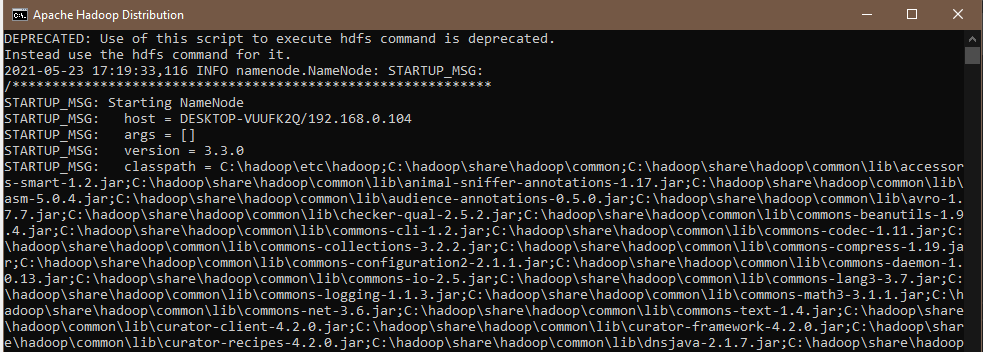 Apache Hadoop Distribution
DEPRECATED: Use of this script to execute hdfs command is deprecated.
Instead use the hdfs command for it.
2021-05-23 17:19:33,116 INFO namenode.NameNode: STARTUP_MSG:
/************************************************************
STARTUP_MSG: Starting NameNode
STARTUP_MSG:   host = DESKTOP-VUUFK2Q/192.168.0.104
STARTUP_MSG:   args = []
STARTUP_MSG:   version = 3.3.0
STARTUP_MSG:   classpath = C:\hadoop\etc\hadoop;C:\hadoop\share\hadoop\common;C:\hadoop\share\hadoop\common\lib\accessor
s-smart-1.2.jar;C:\hadoop\share\hadoop\common\lib\animal-sniffer-annotations-1.17.jar;C:\hadoop\share\hadoop\common\lib\
asm-5.0.4.jar;C:\hadoop\share\hadoop\common\lib\audience-annotations-0.5.0.jar;C:\hadoop\share\hadoop\common\lib\avro-1.
7.7.jar;C:\hadoop\share\hadoop\common\lib\checker-qual-2.5.2.jar;C:\hadoop\share\hadoop\common\lib\commons-beanutils-1.9
.4.jar;C:\hadoop\share\hadoop\common\lib\commons-cli-1.2.jar;C:\hadoop\share\hadoop\common\lib\commons-codec-1.11.jar;C:
\hadoop\share\hadoop\common\lib\commons-collections-3.2.2.jar;C:\hadoop\share\hadoop\common\lib\commons-compress-1.19.ja
r;C:\hadoop\share\hadoop\common\lib\commons-configuration2-2.1.1.jar;C:\hadoop\share\hadoop\common\lib\commons-daemon-1.
0.13.jar;C:\hadoop\share\hadoop\common\lib\commons-io-2.5.jar;C:\hadoop\share\hadoop\common\lib\commons-lang3-3.7.jar;C:
\hadoop\share\hadoop\common\lib\commons-logging-1.1.3.jar;C:\hadoop\share\hadoop\common\lib\commons-math3-3.1.1.jar;C:\h
adoop\share\hadoop\common\lib\commons-net-3.6.jar;C:\hadoop\share\hadoop\common\lib\commons-text-1.4.jar;C:\hadoop\share
\hadoop\common\lib\curator-client-4.2.0.jar;C:\hadoop\share\hadoop\common\lib\curator-framework-4.2.0.jar;C:\hadoop\shar
e\hadoop\common\lib\curator-recipes-4.2.0.jar;C:\hadoop\share\hadoop\common\lib\dnsjava-2.1.7.jar;C:\hadoop\share\hadoop